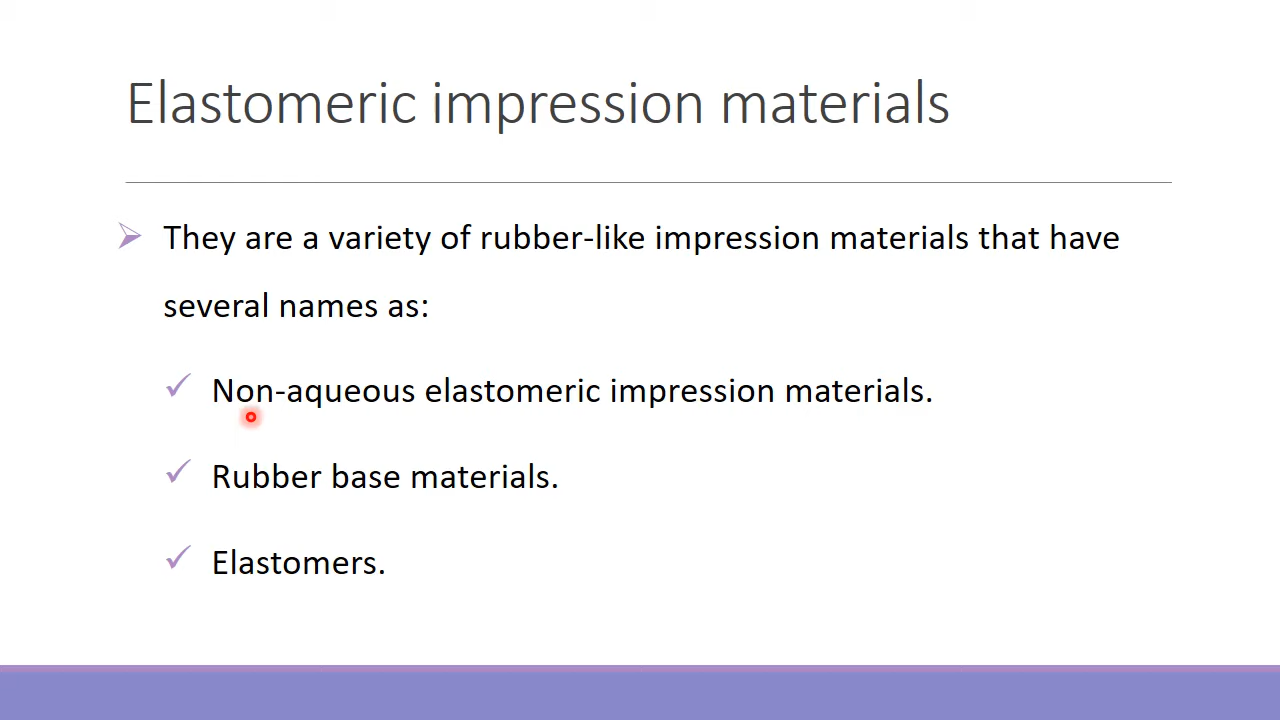 Elastomeric impression materials
They are a variety of rubber-like impression materials that have
several names as:
Non-aqueous elastomeric impression materials.
Rubber base materials.
Elastomers.